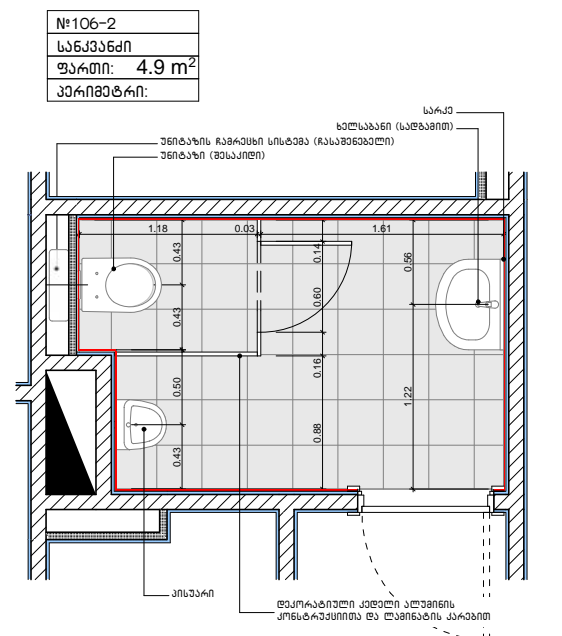 №106-2
სანკვანძი
ფართი: 4.9 m²
პერიმეტრი:
სარკე
ხელსაბანი (სადგამით)
უნიტაზის ჩამრეცხი სისტემა (ჩასაშენებელი)
უნიტაზი (შესაკიდი)
1.18
0.03
1.61
0.43
0.14
0.56
0.60
0.43
0.16
0.50
1.22
0.88
0.43
პისუარი
დეკორატიული კედელი ალუმინის
კონსტრუქციითა და ლამინატის კარებით